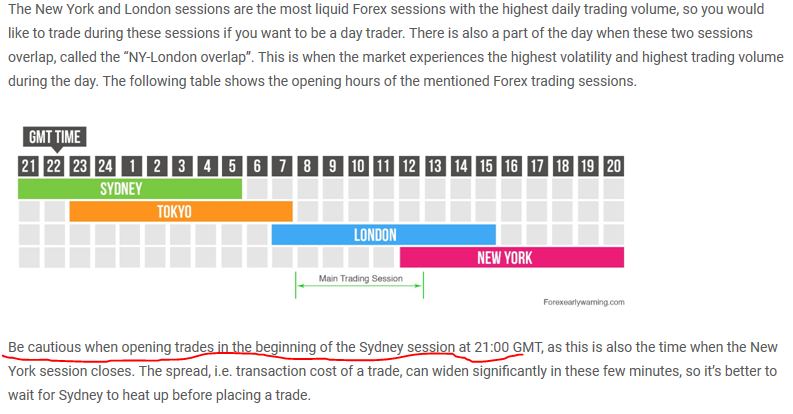 The New York and London sessions are the most liquid Forex sessions with the highest daily trading volume, so you would
like to trade during these sessions if you want to be a day trader. There is also a part of the day when these two sessions
overlap, called the “NY-London overlap”. This is when the market experiences the highest volatility and highest trading volume
during the day. The following table shows the opening hours of the mentioned Forex trading sessions.
GMT TIME
21 22 23 24 1 2 3 4 5 6 7 8 9 10 11 12 13 14 15 16 17 18 19 20
SYDNEY
TOKYO
LONDON
NEW YORK
Main Trading Session
Forexearlywarning.com
Be cautious when opening trades in the beginning of the Sydney session at 21:00 GMT, as this is also the time when the New
York session closes. The spread, i.e. transaction cost of a trade, can widen significantly in these few minutes, so it’s better to
wait for Sydney to heat up before placing a trade.